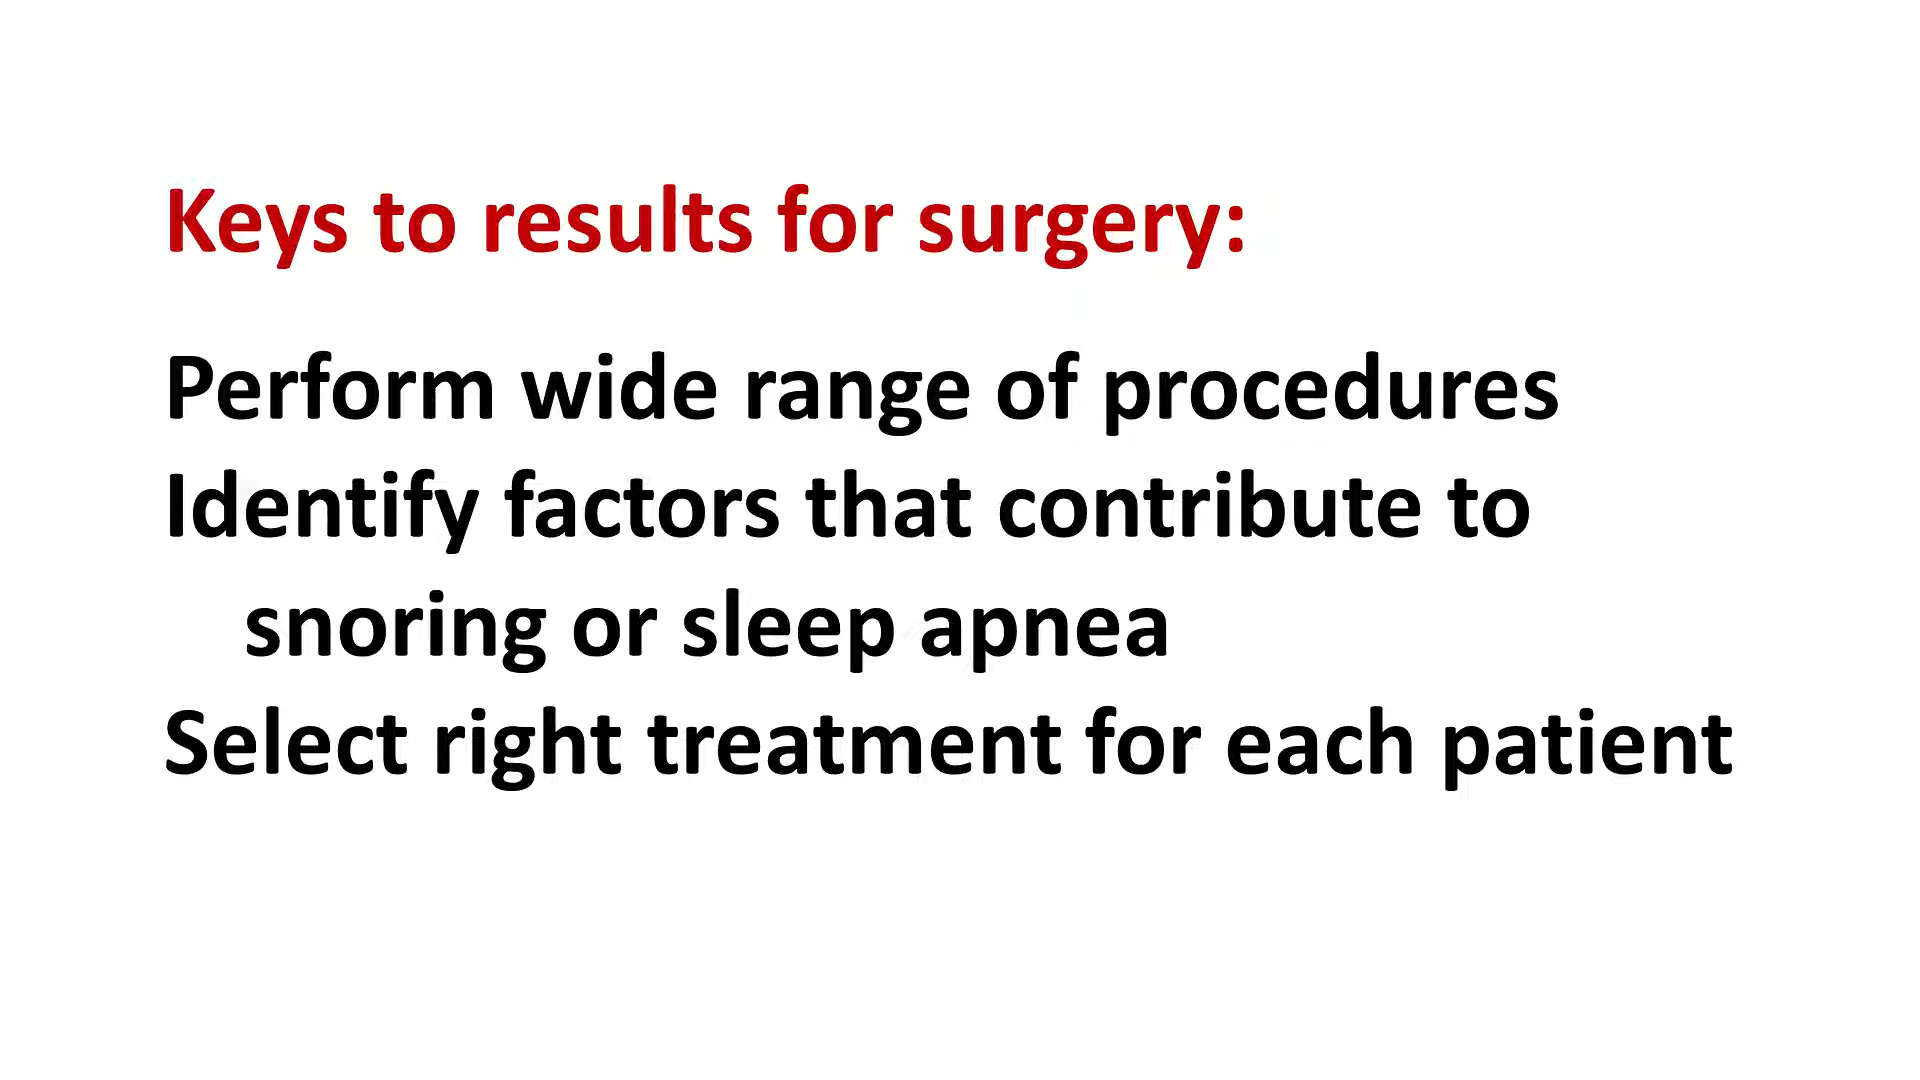 Keys to results for surgery:
Perform wide range of procedures
Identify factors that contribute to
snoring or sleep apnea
Select right treatment for each patient